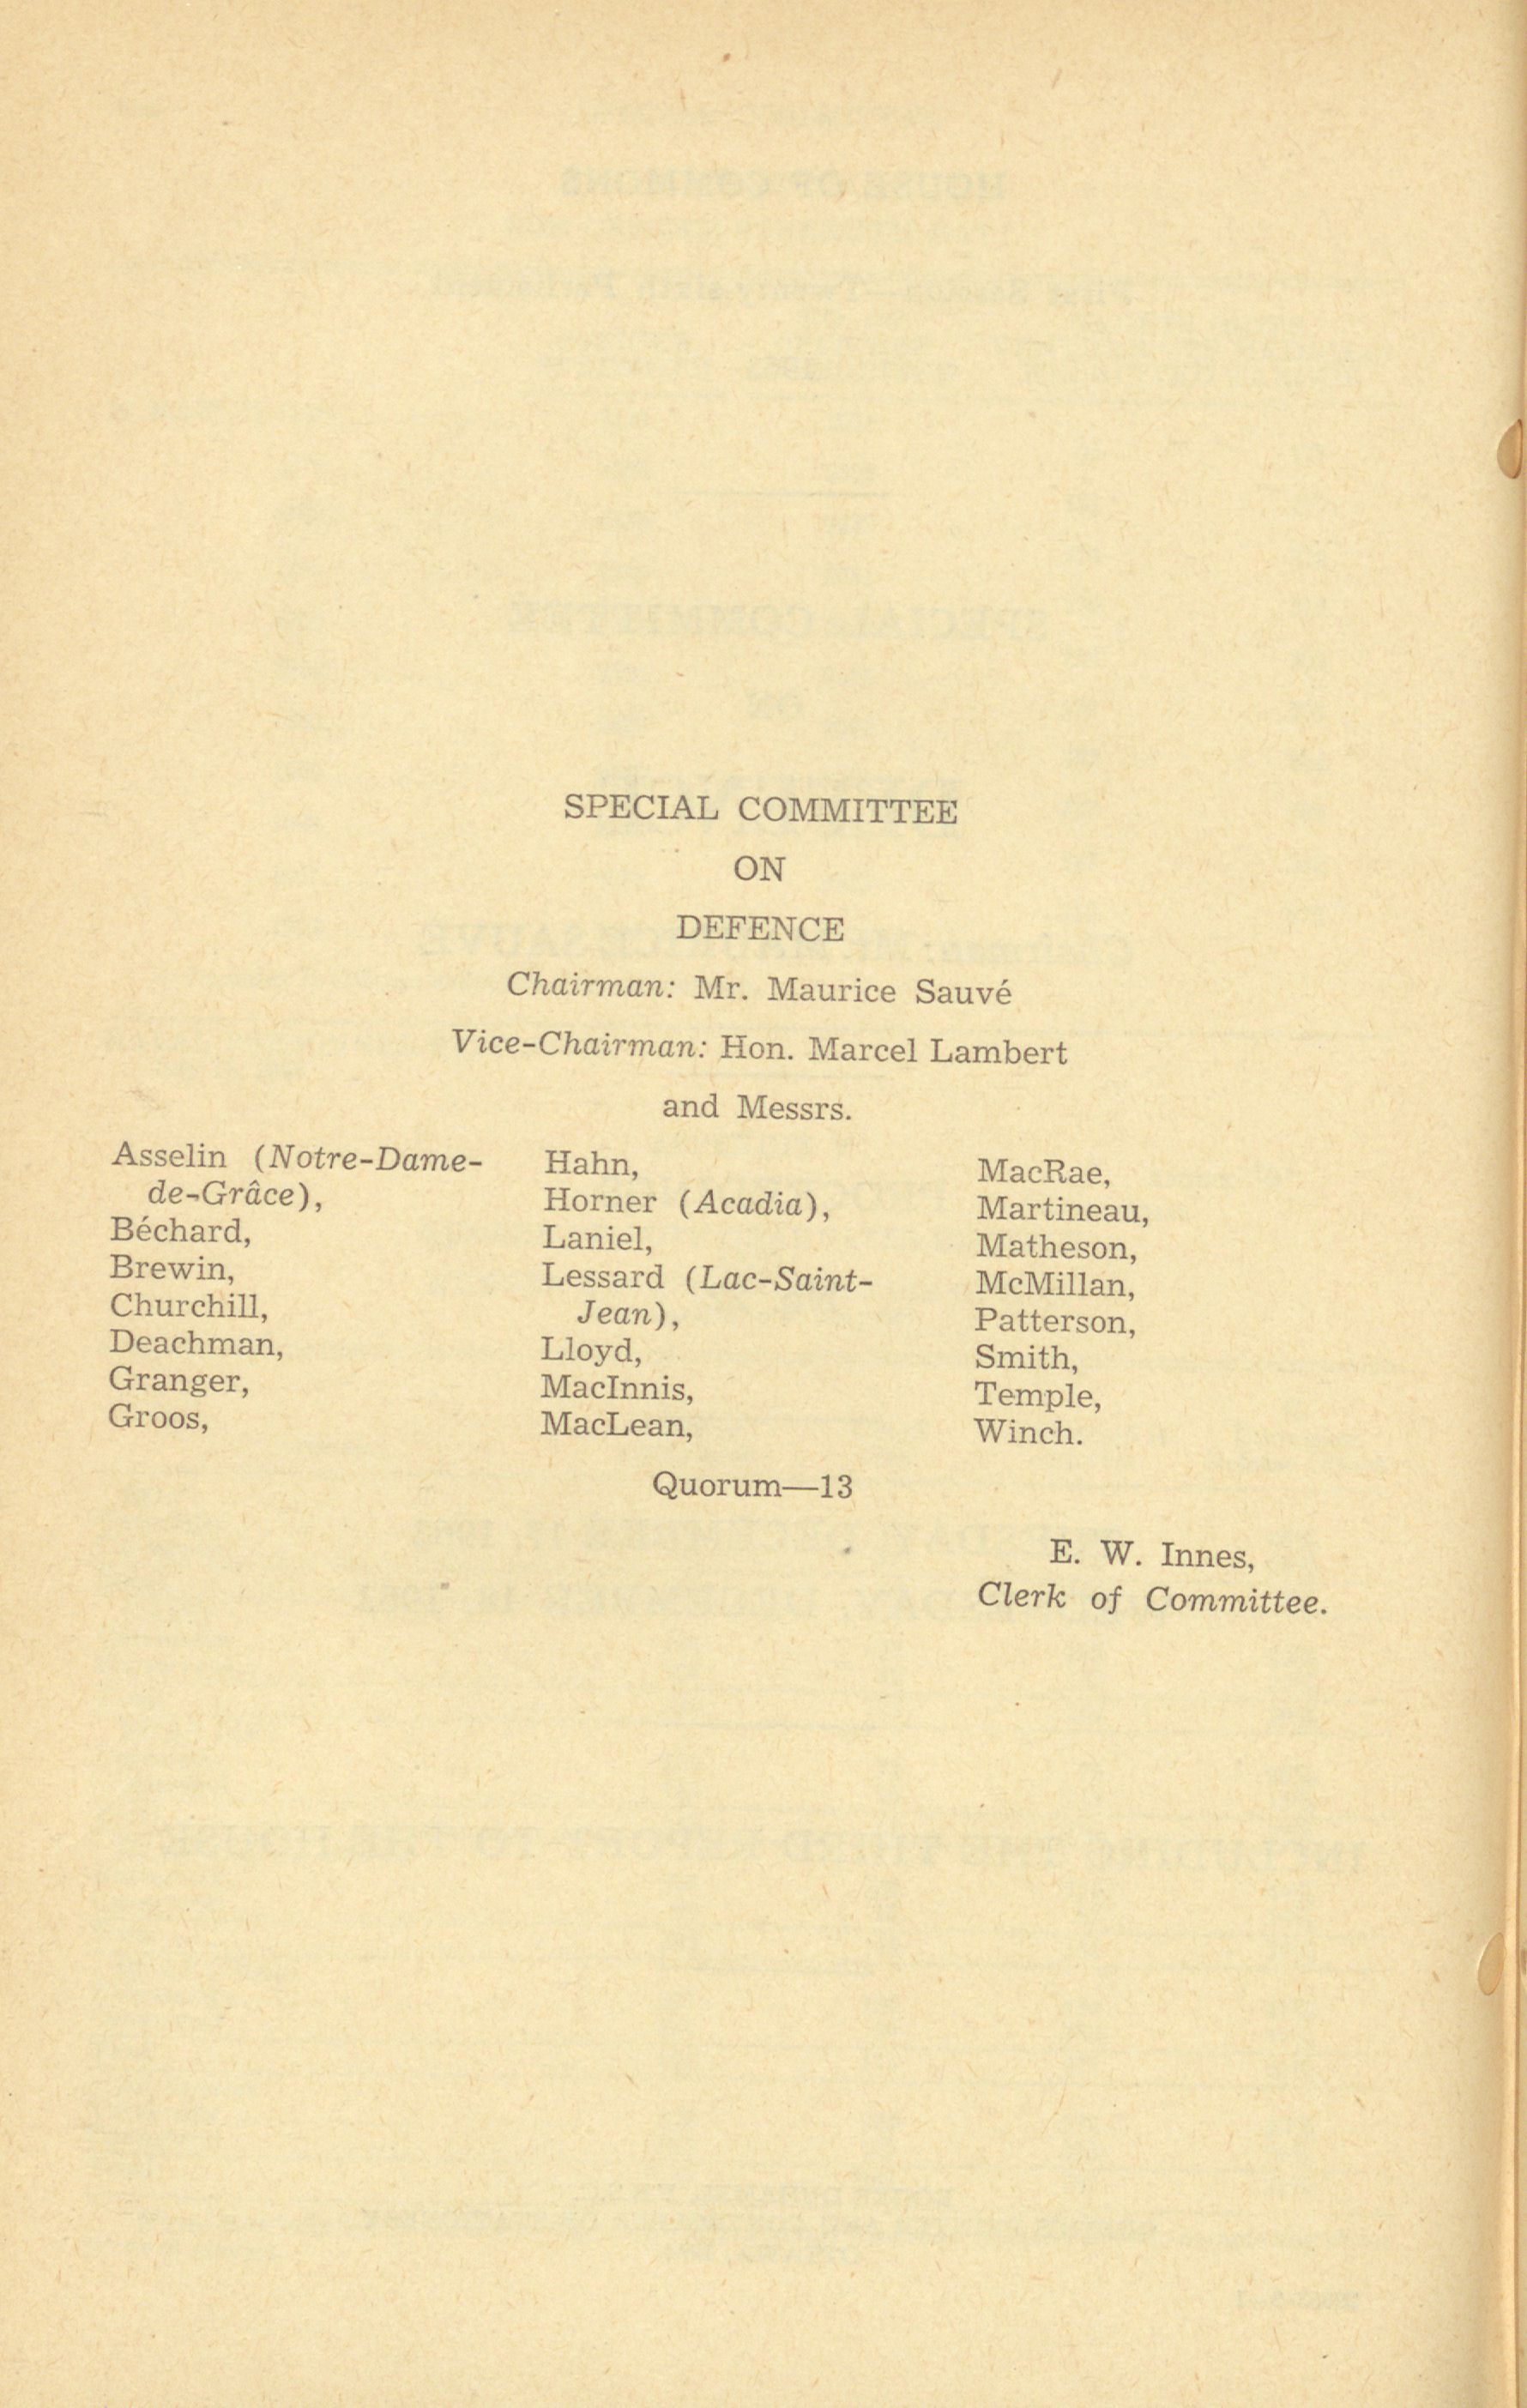 SPECIAL COMMITTEE
ON
DEFENCE
Chairman: Mr. Maurice Sauvé
Vice-Chairman: Hon. Marcel Lambert
and Messrs.
Asselin (Notre-Dame-
de-Grâce),
Béchard,
Brewin,
Churchill,
Deachman,
Granger,
Groos,
Hahn,
Horner (Acadia),
Laniel,
Lessard (Lac-Saint-
Jean),
Lloyd,
MacInnis,
MacLean,
MacRae,
Martineau,
Matheson,
McMillan,
Patterson,
Smith,
Temple,
Winch.
Quorum—13
E. W. Innes,
Clerk of Committee.